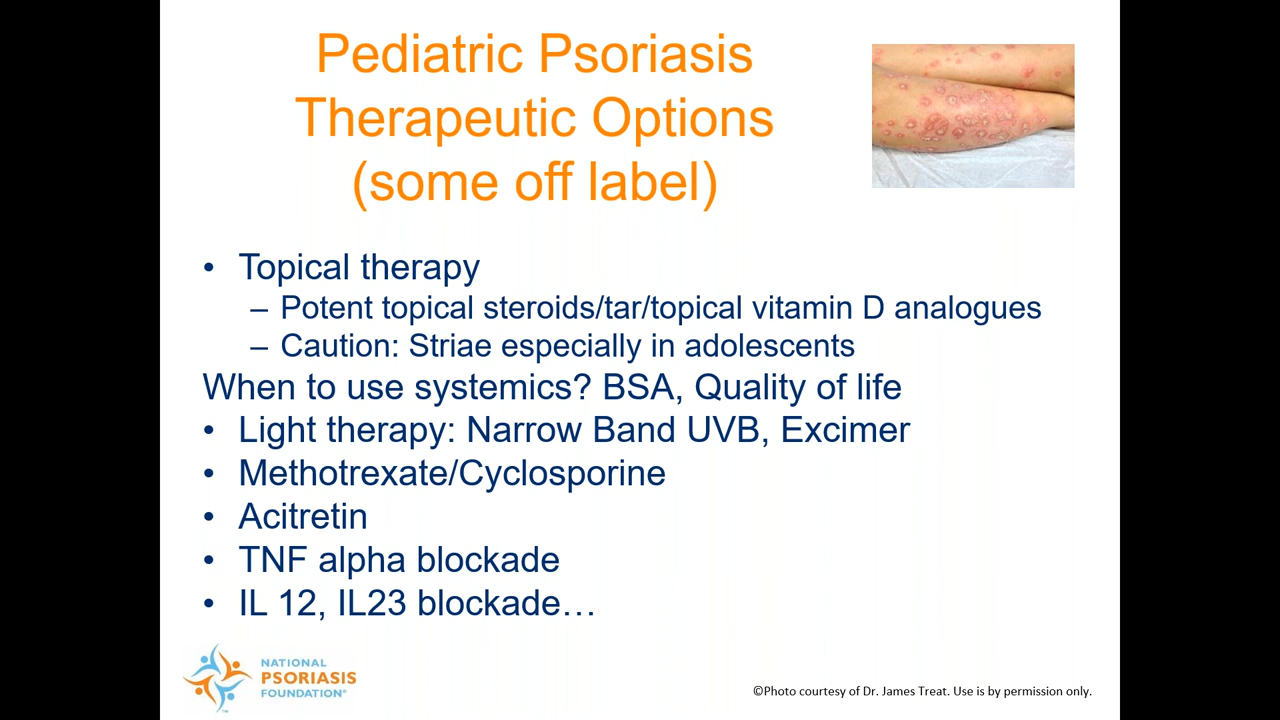 Pediatric Psoriasis
Therapeutic Options
(some off label)
• Topical therapy
– Potent topical steroids/tar/topical vitamin D analogues
– Caution: Striae especially in adolescents
When to use systemics? BSA, Quality of life
• Light therapy: Narrow Band UVB, Excimer
• Methotrexate/Cyclosporine
• Acitretin
• TNF alpha blockade
• IL 12, IL23 blockade…
NATIONAL
PSORIASIS
FOUNDATION®
™
©Photo courtesy of Dr. James Treat. Use is by permission only.